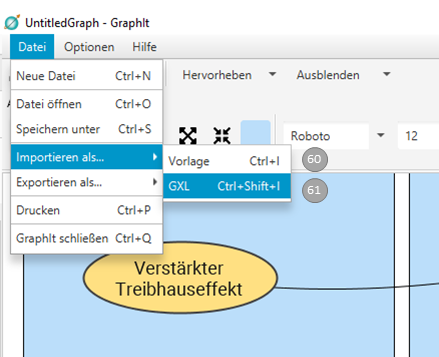 UntitledGraph - GraphIt
Datei Optionen Hilfe
Neue Datei Ctrl+N
Hervorheben Ausblenden
Datei öffnen Ctrl+O
Speichern unter Ctrl+S
Roboto 12
Importieren als...
Vorlage Ctrl+I
60
Exportieren als...
GXL Ctrl+Shift+I
61
Drucken Ctrl+P
GraphIt schließen Ctrl+Q
Verstärkter
Treibhauseffekt